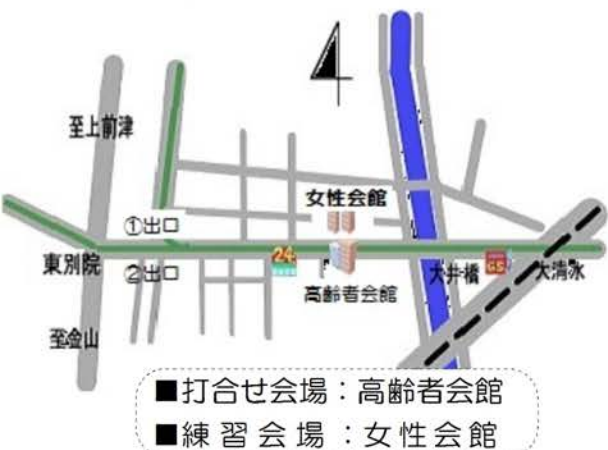 至上前津
女性会館
①出口
24
東別院
②出口
大井橋
GS
大清水
高齢者会館
至金山
■打合せ会場：高齢者会館
■練習会場：女性会館